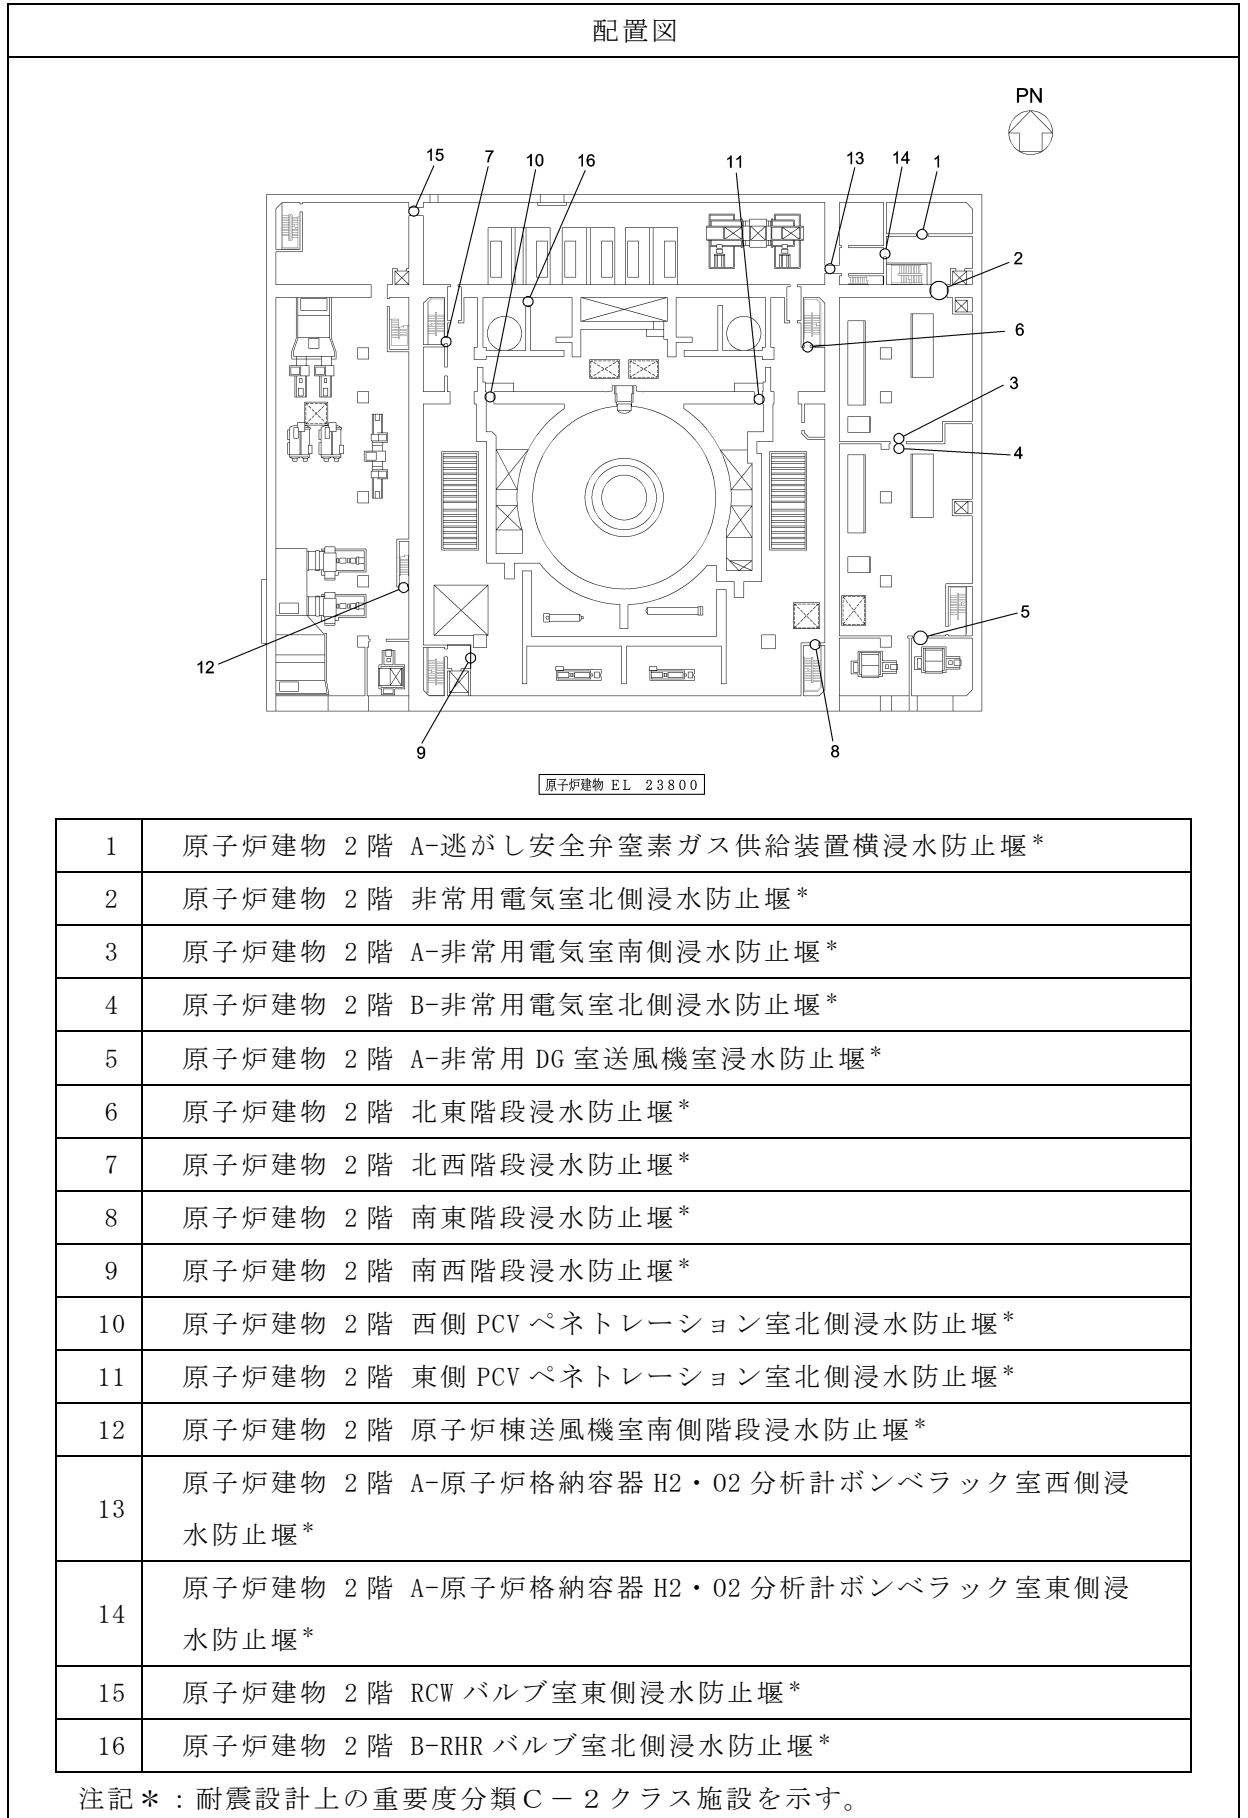 配置図
PN
15
7
10
16
11
13
14
1
2
6
3
4
5
12
9
8
原子炉建物 EL 23800
1 原子炉建物 2階 A-逃がし安全弁窒素ガス供給装置横浸水防止堰*
2 原子炉建物 2階 非常用電気室北側浸水防止堰*
3 原子炉建物 2階 A-非常用電気室南側浸水防止堰*
4 原子炉建物 2階 B-非常用電気室北側浸水防止堰*
5 原子炉建物 2階 A-非常用DG室送風機室浸水防止堰*
6 原子炉建物 2階 北東階段浸水防止堰*
7 原子炉建物 2階 北西階段浸水防止堰*
8 原子炉建物 2階 南東階段浸水防止堰*
9 原子炉建物 2階 南西階段浸水防止堰*
10 原子炉建物 2階 西側PCVペネトレーション室北側浸水防止堰*
11 原子炉建物 2階 東側PCVペネトレーション室北側浸水防止堰*
12 原子炉建物 2階 原子炉棟送風機室南側階段浸水防止堰*
13 原子炉建物 2階 A-原子炉格納容器H2・O2分析計ボンベラック室西側浸
水防止堰*
14 原子炉建物 2階 A-原子炉格納容器H2・O2分析計ボンベラック室東側浸
水防止堰*
15 原子炉建物 2階 RCWバルブ室東側浸水防止堰*
16 原子炉建物 2階 B-RHRバルブ室北側浸水防止堰*
注記*:耐震設計上の重要度分類C-2クラス施設を示す。